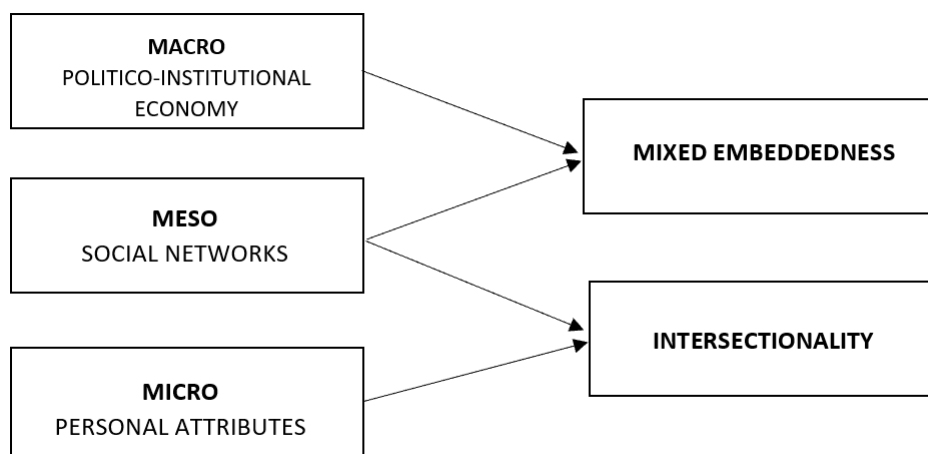 MACRO
POLITICO-INSTITUTIONAL
ECONOMY
MIXED EMBEDDEDNESS
MESO
SOCIAL NETWORKS
INTERSECTIONALITY
MICRO
PERSONAL ATTRIBUTES